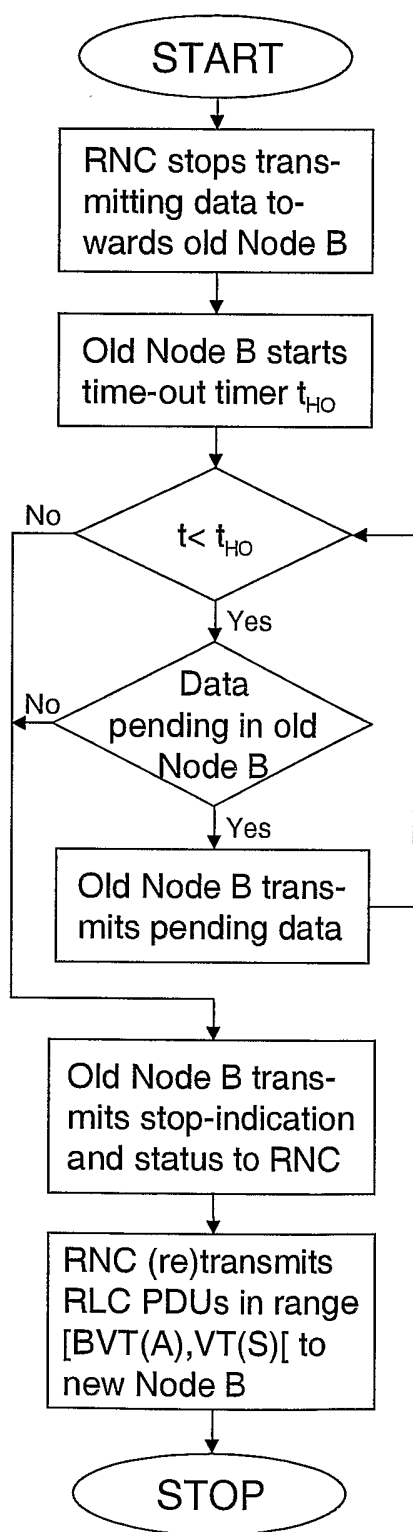 START
RNC stops trans-
mitting data to-
wards old Node B
Old Node B starts
time-out timer tHO
No
t< tHO
Yes
No
Data
pending in old
Node B
Yes
Old Node B trans-
mits pending data
Old Node B trans-
mits stop-indication
and status to RNC
RNC (re)transmits
RLC PDUs in range
[BVT(A),VT(S)[ to
new Node B
STOP